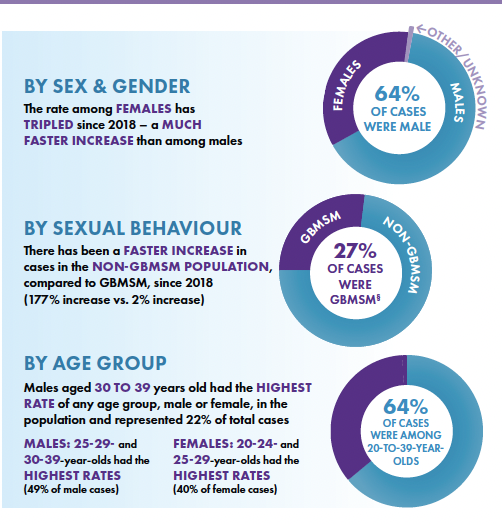 BY SEX & GENDER
The rate among FEMALES has
TRIPLED since 2018 – a MUCH
FASTER INCREASE than among males
FEMALES
←OTHER/UNKNOWN
MALES
64%
OF CASES
WERE MALE
BY SEXUAL BEHAVIOUR
There has been a FASTER INCREASE in
cases in the NON-GBMSM POPULATION,
compared to GBMSM, since 2018
(177% increase vs. 2% increase)
GBMSM
NON-GBMSM
27%
OF CASES
WERE
GBMSM§
BY AGE GROUP
Males aged 30 TO 39 years old had the HIGHEST
RATE of any age group, male or female, in the
population and represented 22% of total cases
MALES: 25-29- and
30-39-year-olds had the
HIGHEST RATES
(49% of male cases)
FEMALES: 20-24- and
25-29-year-olds had the
HIGHEST RATES
(40% of female cases)
64%
OF CASES
WERE AMONG
20-TO-39-YEAR-
OLDS